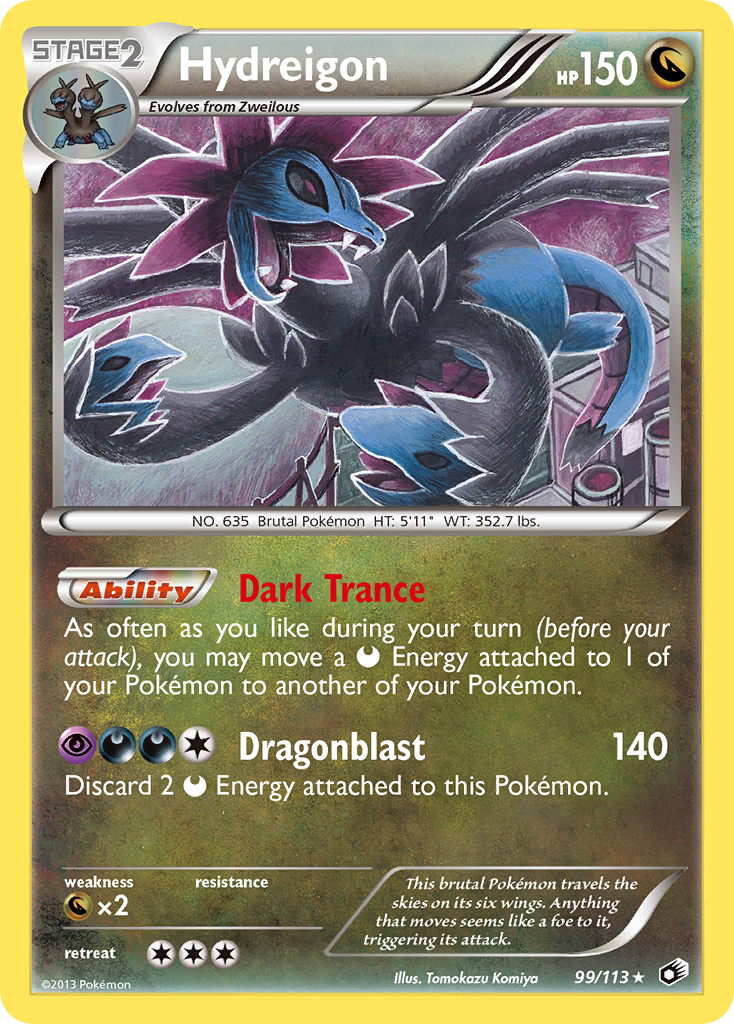 STAGE2
Hydreigon
HP150
Evolves from Zweilous
NO. 635 Brutal Pokémon HT: 5'11" WT: 352.7 lbs.
Ability Dark Trance
As often as you like during your turn (before your
attack), you may move a Energy attached to 1 of
your Pokémon to another of your Pokémon.
Dragonblast 140
Discard 2 Energy attached to this Pokémon.
weakness resistance
×2
retreat
This brutal Pokémon travels the
skies on its six wings. Anything
that moves seems like a foe to it,
triggering its attack.
©2013 Pokémon
Illus. Tomokazu Komiya
99/113 ★